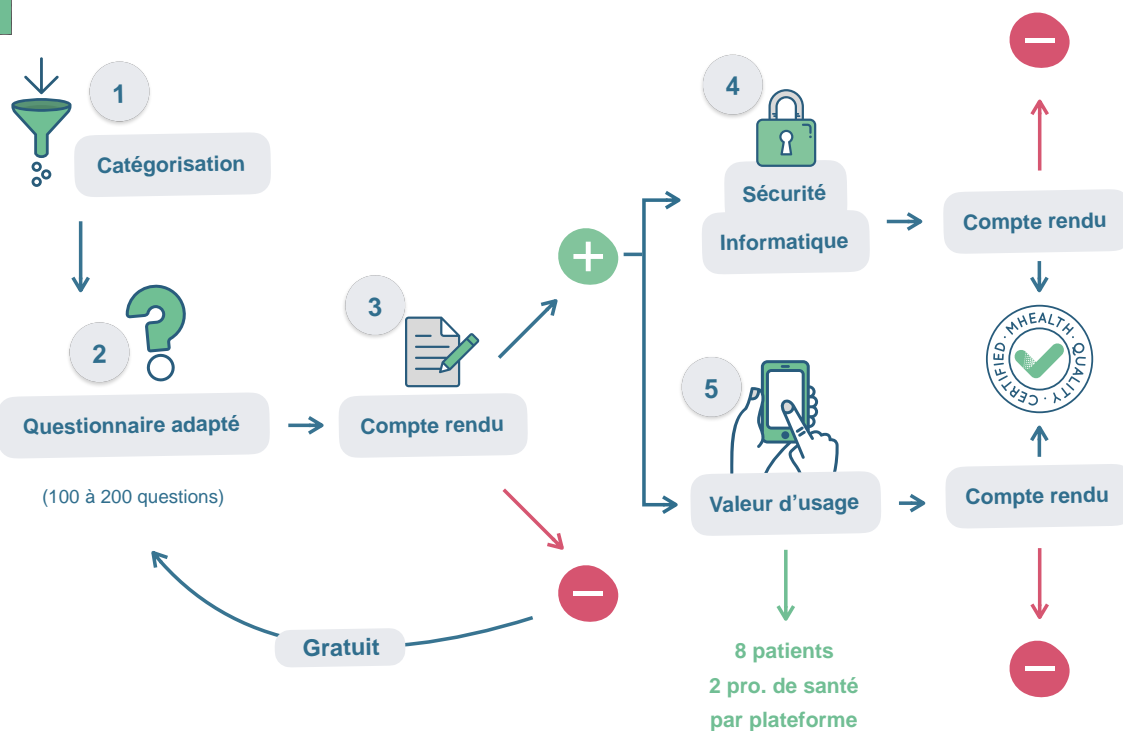 1
Catégorisation
2
Questionnaire adapté
(100 à 200 questions)
3
Compte rendu
Gratuit
4
Sécurité
Informatique
Compte rendu
MHEALTH · QUALITY · CERTIFIED ·
5
Valeur d'usage
Compte rendu
8 patients
2 pro. de santé
par plateforme